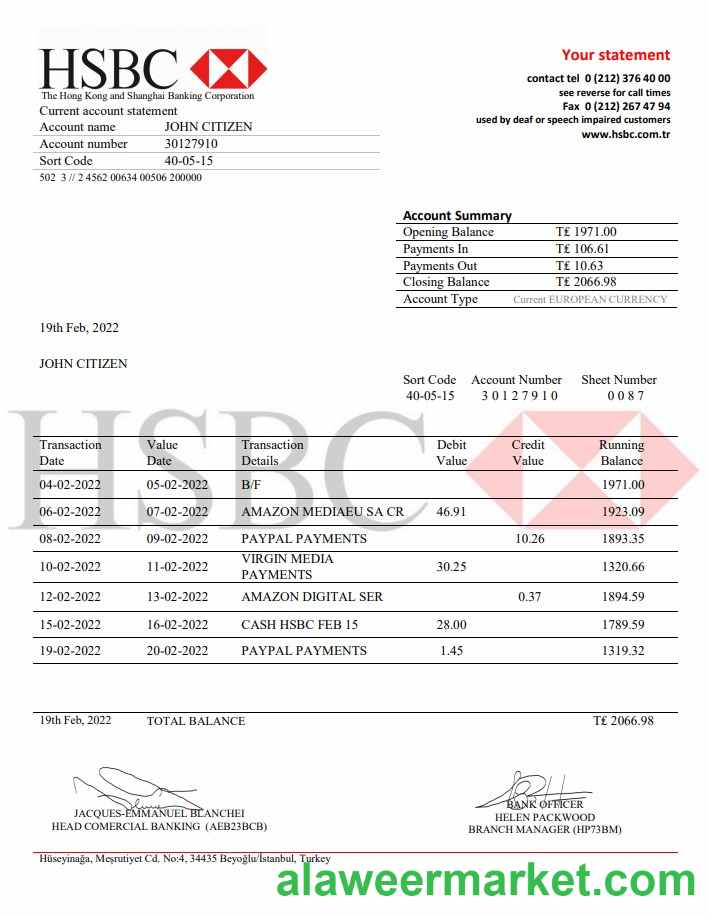 HSBC
The Hong Kong and Shanghai Banking Corporation
Current account statement
Account name JOHN CITIZEN
Account number 30127910
Sort Code 40-05-15
502 3 // 2 4562 00634 00506 200000
Your statement
contact tel 0 (212) 376 40 00
see reverse for call times
Fax 0 (212) 267 47 94
used by deaf or speech impaired customers
www.hsbc.com.tr
Account Summary
Opening Balance T₤ 1971.00
Payments In T₤ 106.61
Payments Out T₤ 10.63
Closing Balance T₤ 2066.98
Account Type Current EUROPEAN CURRENCY
19th Feb, 2022
JOHN CITIZEN
Sort Code Account Number Sheet Number
40-05-15 3 0 1 2 7 9 1 0 0 0 8 7
HSBC
Transaction Value Transaction Debit Credit Running
Date Date Details Value Value Balance
04-02-2022 05-02-2022 B/F 1971.00
06-02-2022 07-02-2022 AMAZON MEDIAEU SA CR 46.91 1923.09
08-02-2022 09-02-2022 PAYPAL PAYMENTS 10.26 1893.35
10-02-2022 11-02-2022 VIRGIN MEDIA
PAYMENTS 30.25 1320.66
12-02-2022 13-02-2022 AMAZON DIGITAL SER 0.37 1894.59
15-02-2022 16-02-2022 CASH HSBC FEB 15 28.00 1789.59
19-02-2022 20-02-2022 PAYPAL PAYMENTS 1.45 1319.32
19th Feb, 2022 TOTAL BALANCE T₤ 2066.98
JACQUES-EMMANUEL BLANCHEI
HEAD COMERCIAL BANKING (AEB23BCB)
BANK OFFICER
HELEN PACKWOOD
BRANCH MANAGER (HP73BM)
Hüseyinağa, Meşrutiyet Cd. No:4, 34435 Beyoğlu/İstanbul, Turkey
alaweermarket.com